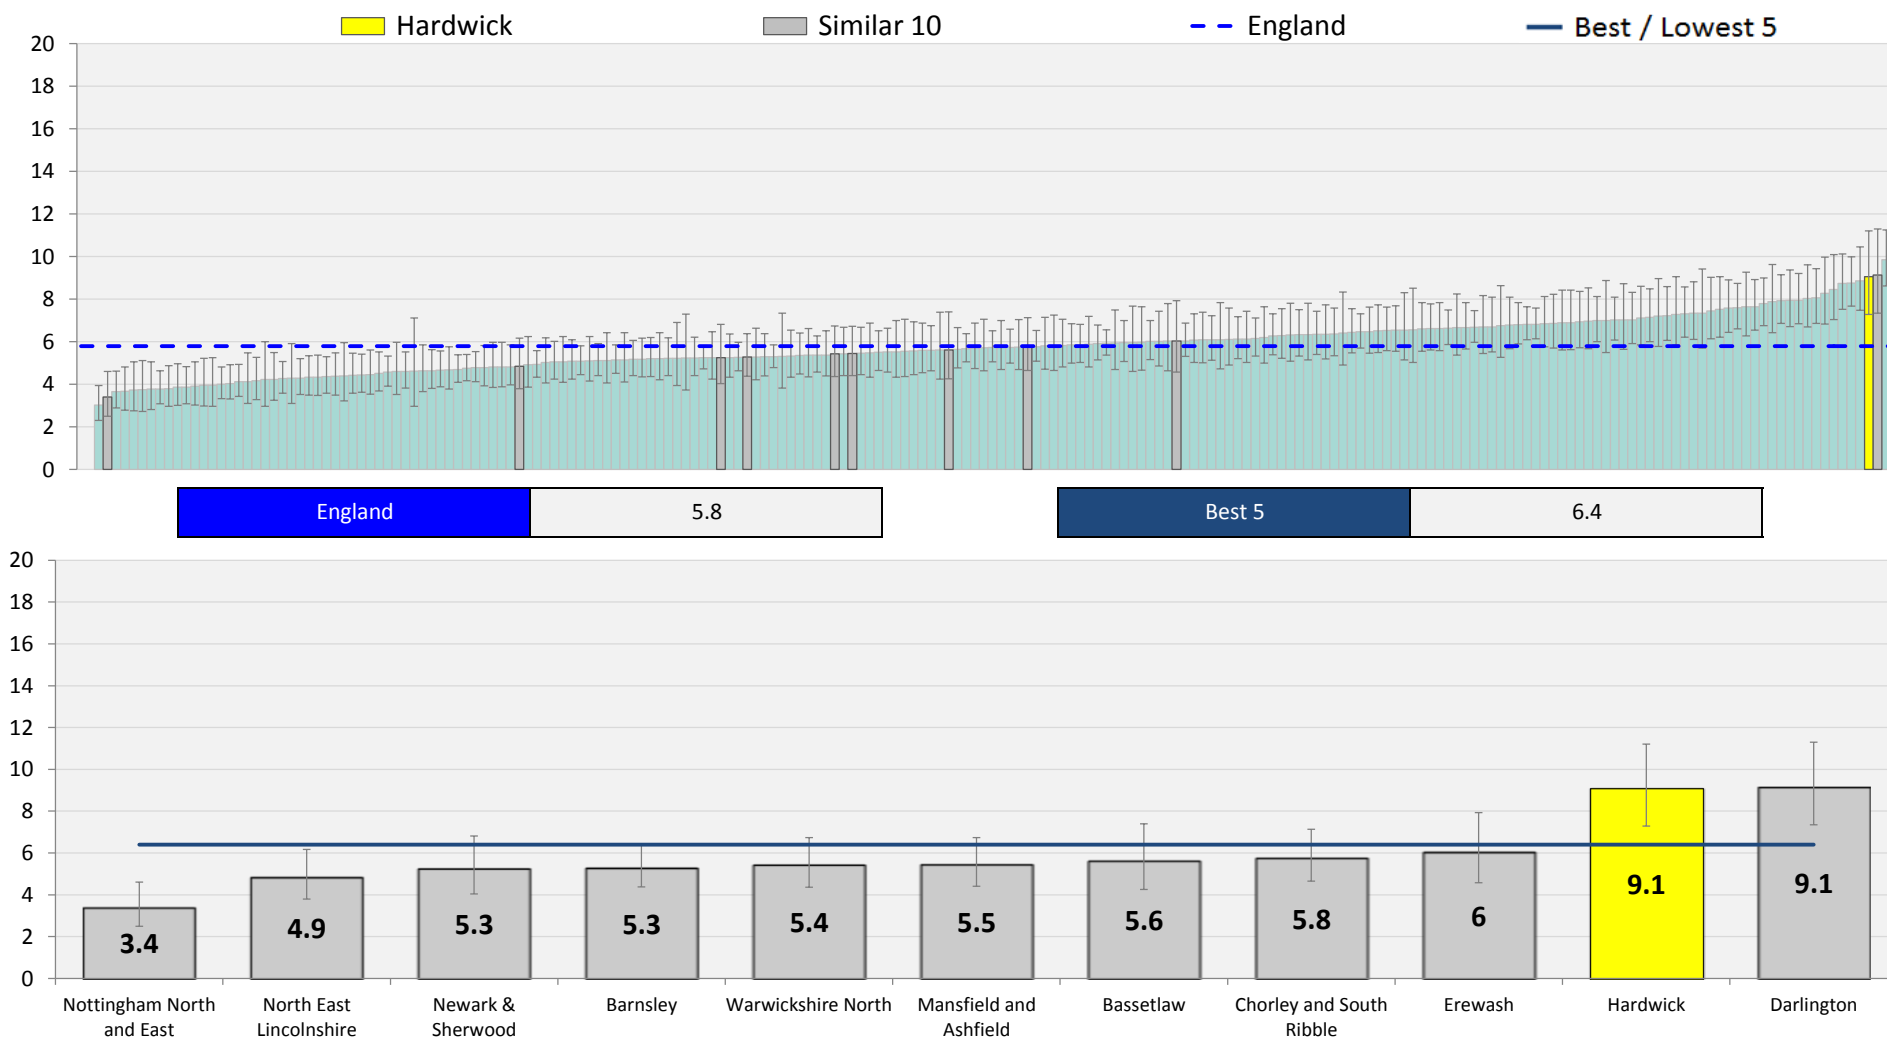 Hardwick Similar 10 England Best / Lowest 5
20
18
16
14
12
10
8
6
4
2
0
England 5.8 Best 5 6.4
20
18
16
14
12
10
8
6
4
2
0
3.4 4.9 5.3 5.3 5.4 5.5 5.6 5.8 6 9.1 9.1
Nottingham North and East
North East Lincolnshire
Newark & Sherwood
Barnsley
Warwickshire North
Mansfield and Ashfield
Bassetlaw
Chorley and South Ribble
Erewash
Hardwick
Darlington